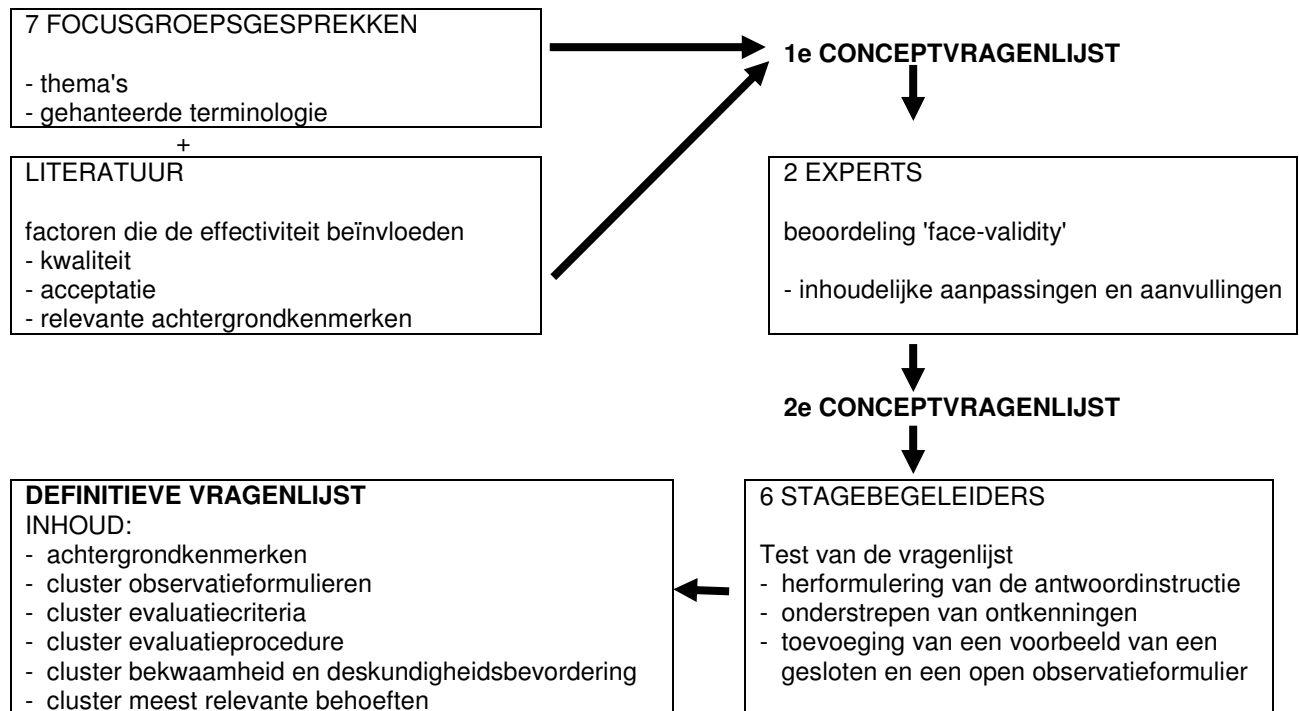 7 FOCUSGROEPSGESPREKKEN
- thema's
- gehanteerde terminologie
+
LITERATUUR
factoren die de effectiviteit beïnvloeden
- kwaliteit
- acceptatie
- relevante achtergrondkenmerken
1e CONCEPTVRAGENLIJST
2 EXPERTS
beoordeling 'face-validity'
- inhoudelijke aanpassingen en aanvullingen
2e CONCEPTVRAGENLIJST
6 STAGEBEGELEIDERS
Test van de vragenlijst
- herformulering van de antwoordinstructie
- onderstrepen van ontkenningen
- toevoeging van een voorbeeld van een
gesloten en een open observatieformulier
DEFINITIEVE VRAGENLIJST
INHOUD:
- achtergrondkenmerken
- cluster observatieformulieren
- cluster evaluatiecriteria
- cluster evaluatieprocedure
- cluster bekwaamheid en deskundigheidsbevordering
- cluster meest relevante behoeften